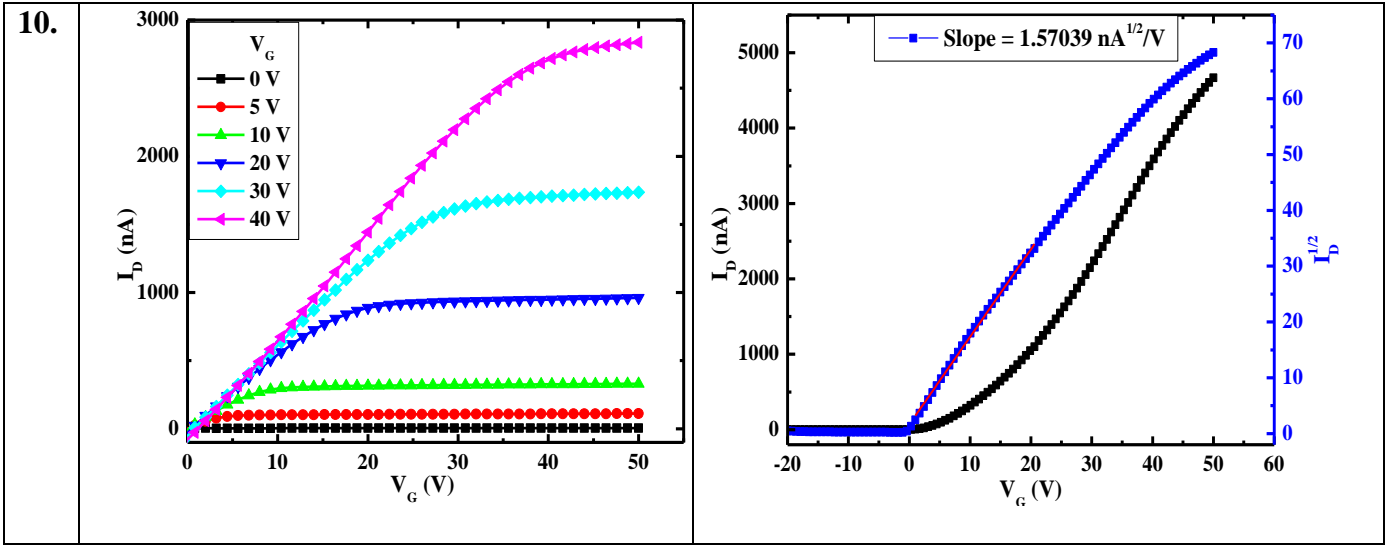 10.
3000
2000
1000
0
I_D (nA)
V_G
0 V
5 V
10 V
20 V
30 V
40 V
0 10 20 30 40 50
V_G (V)
Slope = 1.57039 nA^1/2/V
5000
4000
3000
2000
1000
0
I_D (nA)
70
60
50
40
30
20
10
0
I_D^1/2
-20 -10 0 10 20 30 40 50 60
V_G (V)